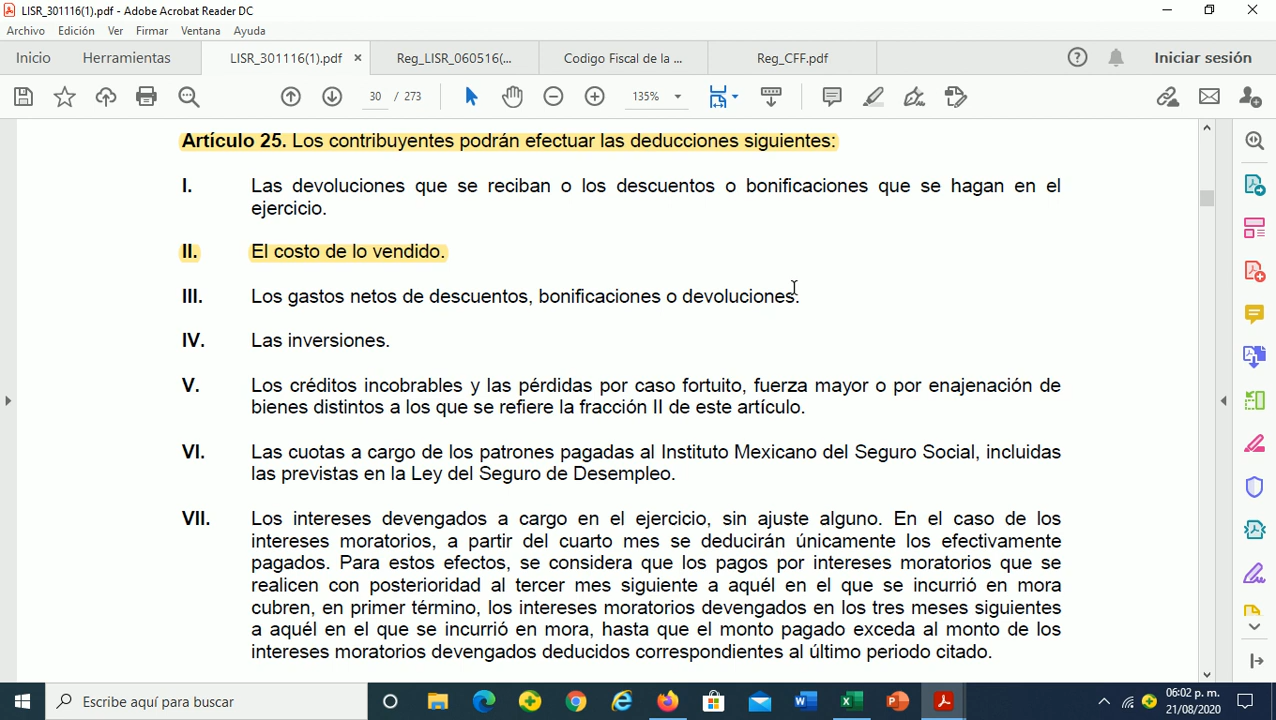 LISR_301116(1).pdf - Adobe Acrobat Reader DC
Archivo Edición Ver Firmar Ventana Ayuda
Inicio Herramientas LISR_301116(1).pdf × Reg_LISR_060516(... Codigo Fiscal de la ... Reg_CFF.pdf Iniciar sesión
30 / 273 135%
Artículo 25. Los contribuyentes podrán efectuar las deducciones siguientes:
I. Las devoluciones que se reciban o los descuentos o bonificaciones que se hagan en el
ejercicio.
II. El costo de lo vendido.
III. Los gastos netos de descuentos, bonificaciones o devoluciones.
IV. Las inversiones.
V. Los créditos incobrables y las pérdidas por caso fortuito, fuerza mayor o por enajenación de
bienes distintos a los que se refiere la fracción II de este artículo.
VI. Las cuotas a cargo de los patrones pagadas al Instituto Mexicano del Seguro Social, incluidas
las previstas en la Ley del Seguro de Desempleo.
VII. Los intereses devengados a cargo en el ejercicio, sin ajuste alguno. En el caso de los
intereses moratorios, a partir del cuarto mes se deducirán únicamente los efectivamente
pagados. Para estos efectos, se considera que los pagos por intereses moratorios que se
realicen con posterioridad al tercer mes siguiente a aquél en el que se incurrió en mora
cubren, en primer término, los intereses moratorios devengados en los tres meses siguientes
a aquél en el que se incurrió en mora, hasta que el monto pagado exceda al monto de los
intereses moratorios devengados deducidos correspondientes al último periodo citado.
Escribe aquí para buscar
06:02 p. m.
21/08/2020